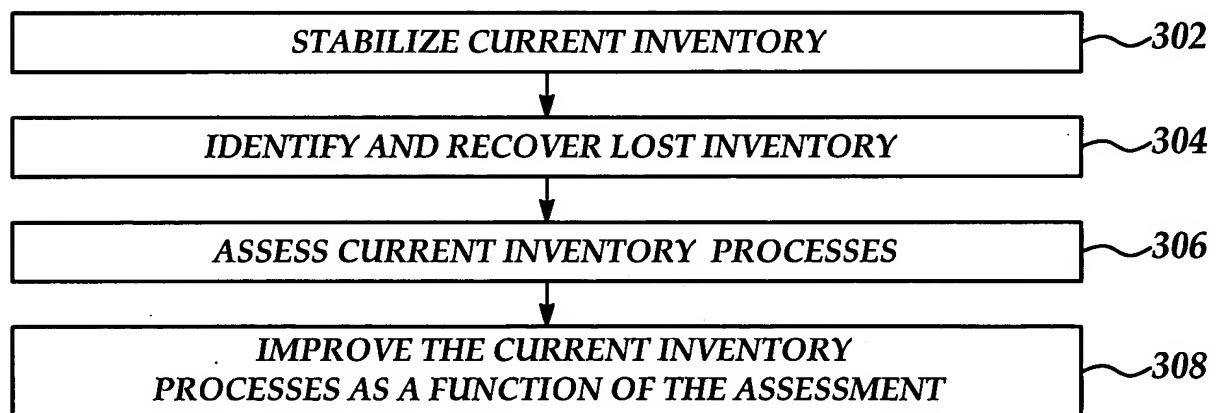 STABILIZE CURRENT INVENTORY
302
IDENTIFY AND RECOVER LOST INVENTORY
304
ASSESS CURRENT INVENTORY PROCESSES
306
IMPROVE THE CURRENT INVENTORY
PROCESSES AS A FUNCTION OF THE ASSESSMENT
308